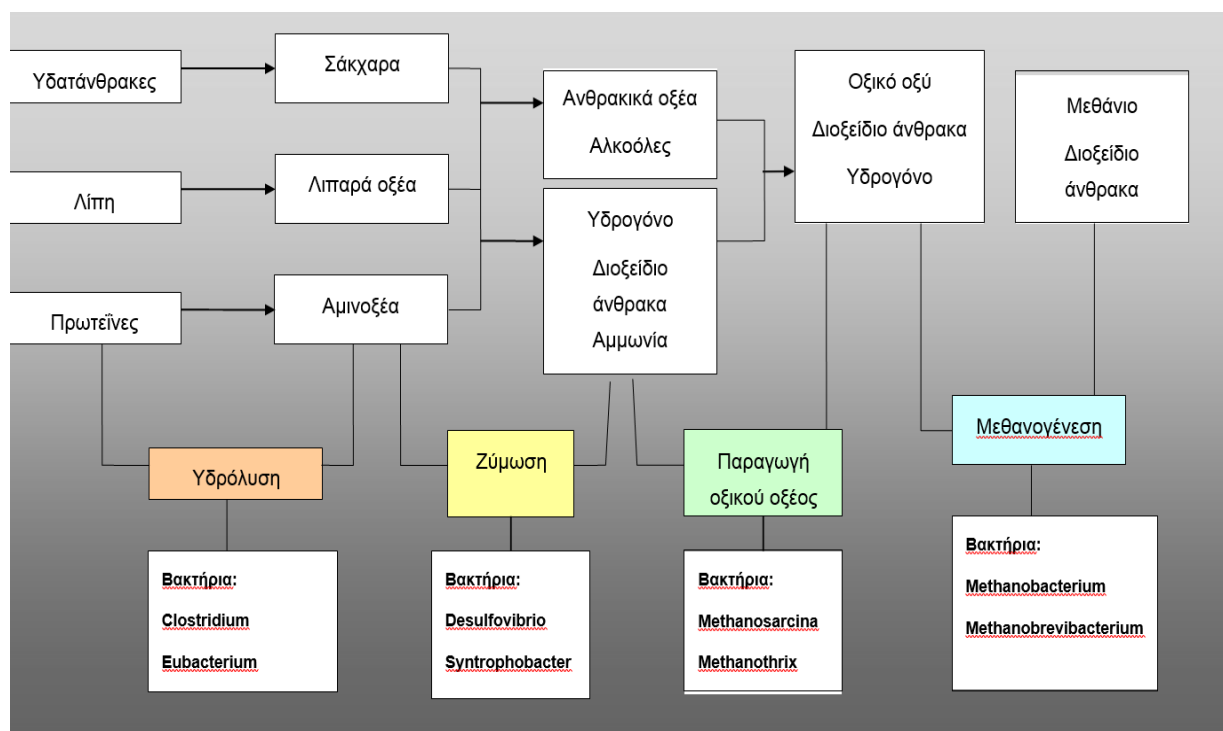 Υδατάνθρακες
Λίπη
Πρωτεΐνες
Σάκχαρα
Λιπαρά οξέα
Αμινοξέα
Ανθρακικά οξέα
Αλκοόλες
Υδρογόνο
Διοξείδιο
άνθρακα
Αμμωνία
Οξικό οξύ
Διοξείδιο άνθρακα
Υδρογόνο
Μεθάνιο
Διοξείδιο
άνθρακα
Υδρόλυση
Ζύμωση
Παραγωγή
οξικού οξέος
Μεθανογένεση
Βακτήρια:
Clostridium
Eubacterium
Βακτήρια:
Desulfovibrio
Syntrophobacter
Βακτήρια:
Methanosarcina
Methanothrix
Βακτήρια:
Methanobacterium
Methanobrevibacterium